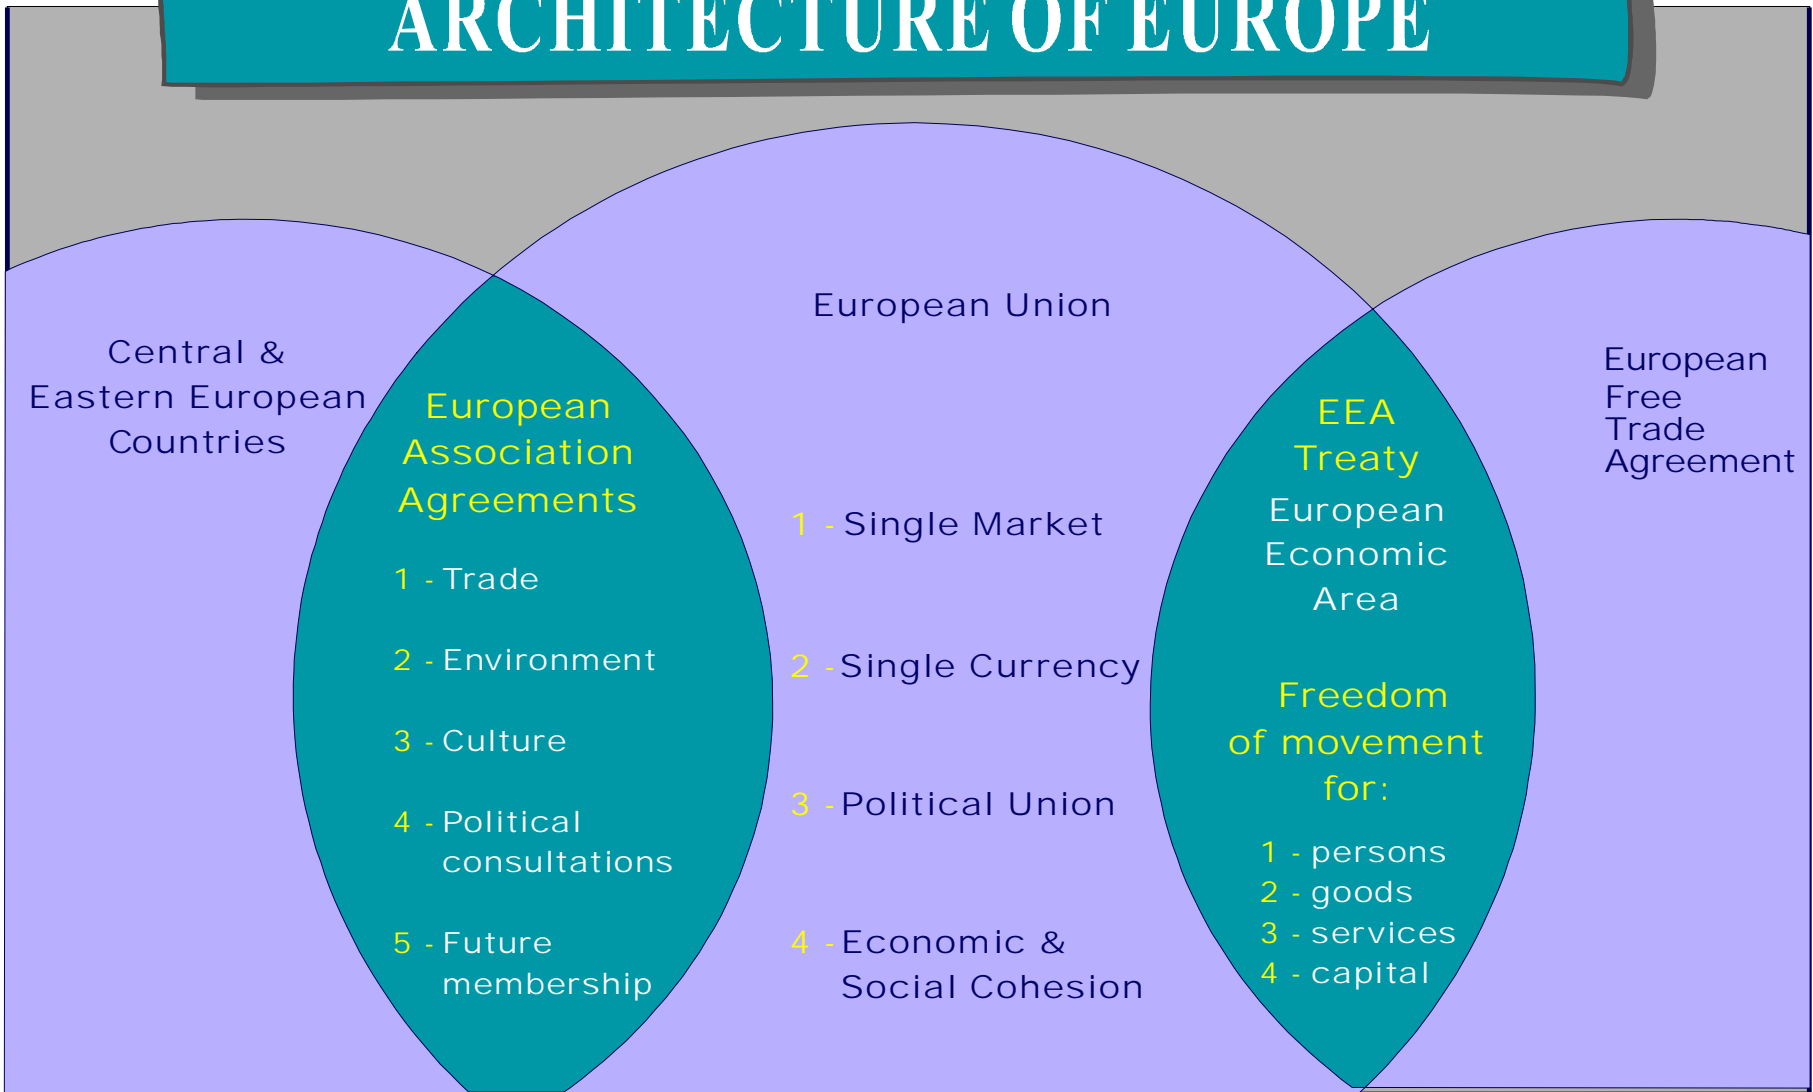 ARCHITECTURE OF EUROPE
Central &
Eastern European
Countries
European
Association
Agreements
1 - Trade
2 - Environment
3 - Culture
4 - Political
consultations
5 - Future
membership
European Union
1 - Single Market
2 - Single Currency
3 - Political Union
4 - Economic &
Social Cohesion
EEA
Treaty
European
Economic
Area
Freedom
of movement
for:
1 - persons
2 - goods
3 - services
4 - capital
European
Free
Trade
Agreement